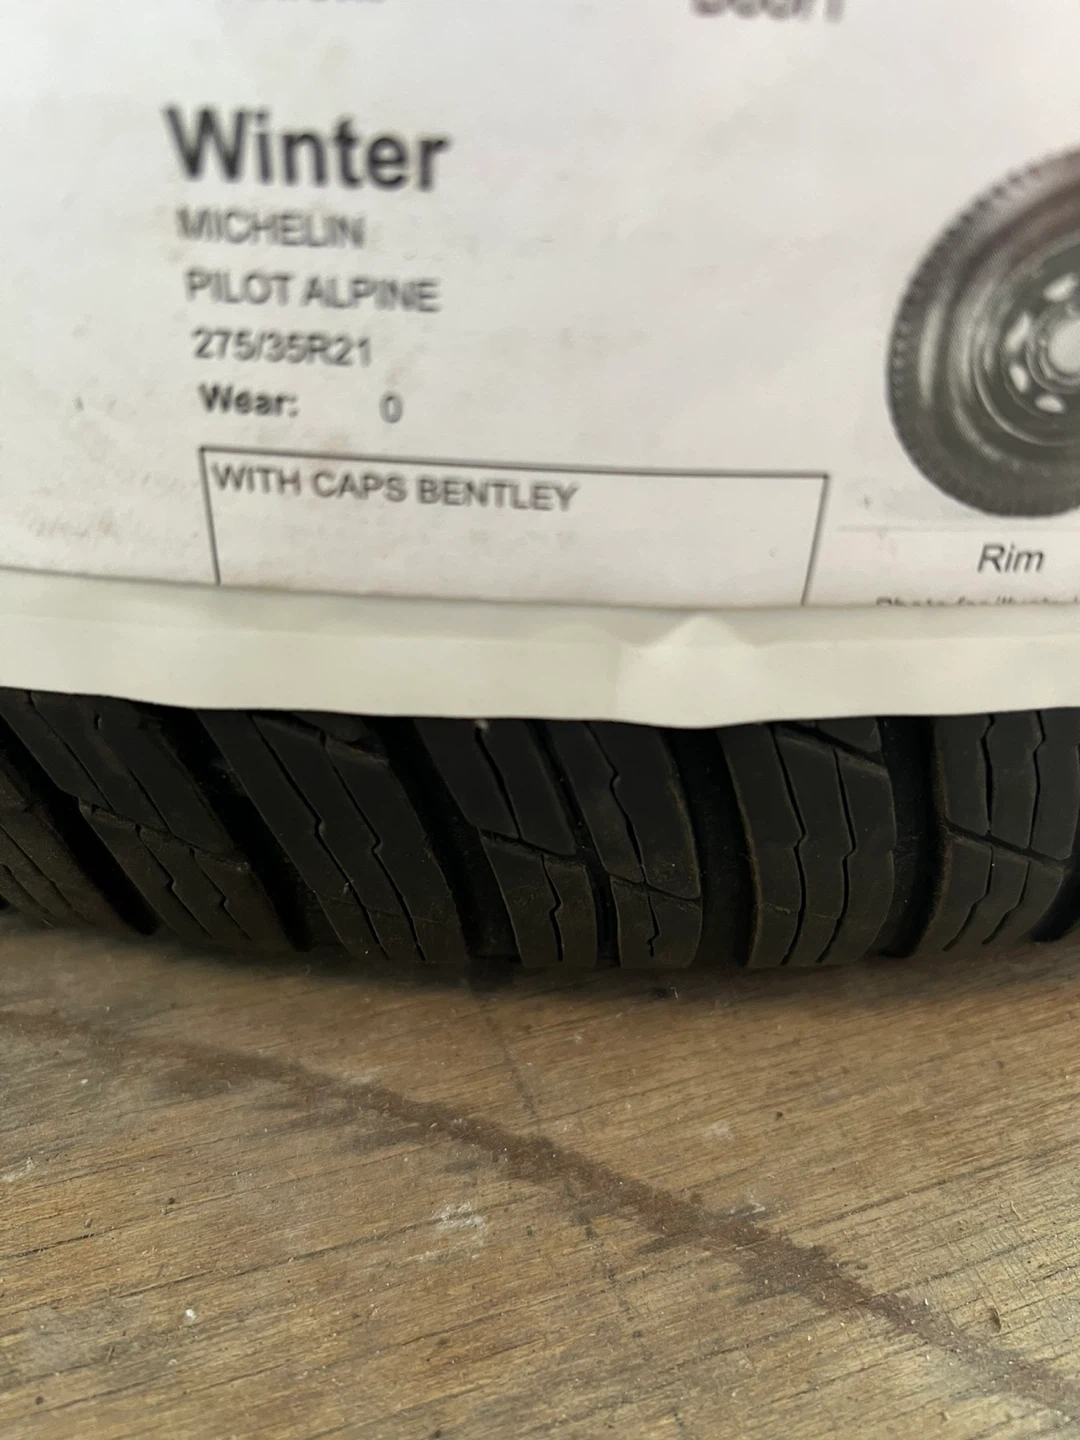 Winter
MICHELIN
PILOT ALPINE
275/35R21
Wear: 0
WITH CAPS BENTLEY
Rim